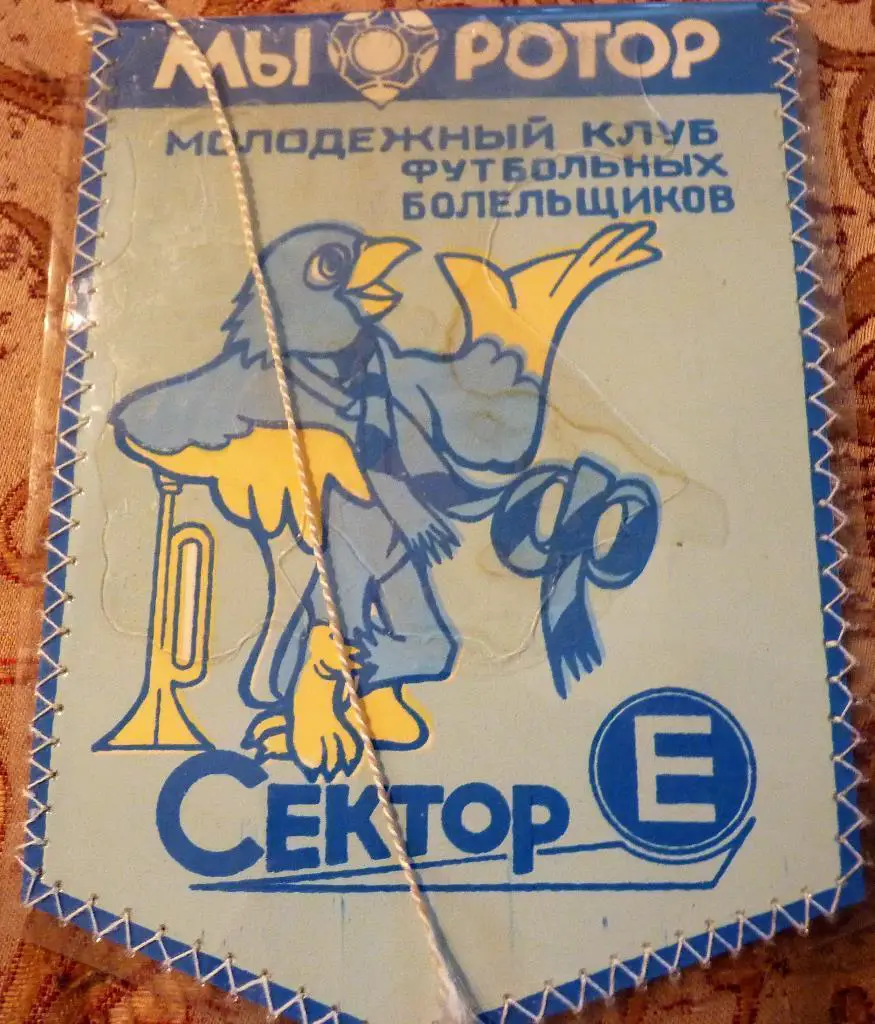 МЫ РОТОР
МОЛОДЕЖНЫЙ КЛУБ
ФУТБОЛЬНЫХ
БОЛЕЛЬЩИКОВ
СЕКТОР Е